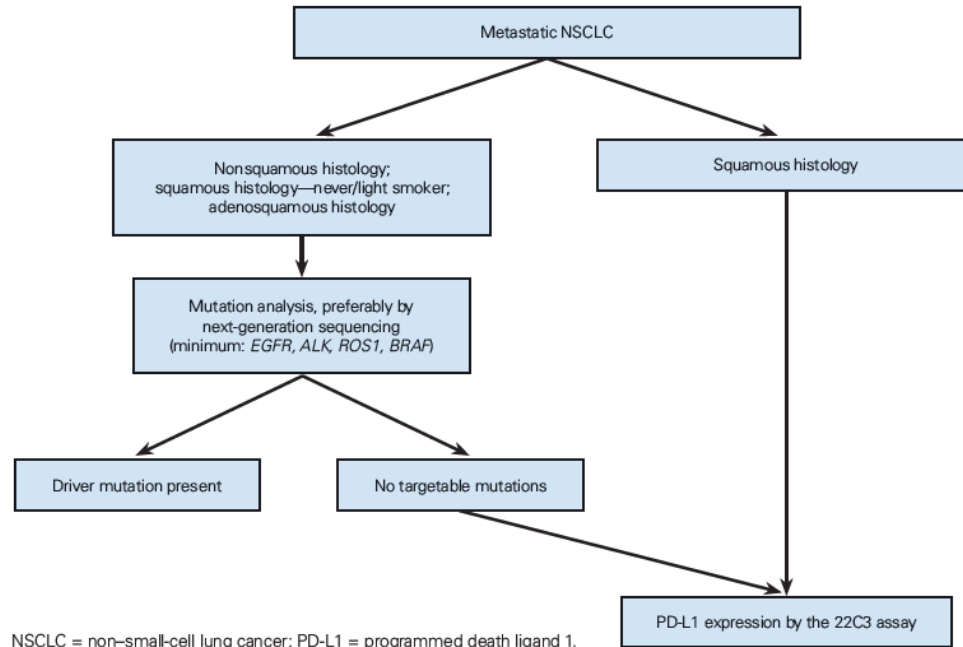 Metastatic NSCLC
Nonsquamous histology;
squamous histology—never/light smoker;
adenosquamous histology
Squamous histology
Mutation analysis, preferably by
next-generation sequencing
(minimum: EGFR, ALK, ROS1, BRAF)
Driver mutation present
No targetable mutations
PD-L1 expression by the 22C3 assay
NSCLC = non–small-cell lung cancer; PD-L1 = programmed death ligand 1.